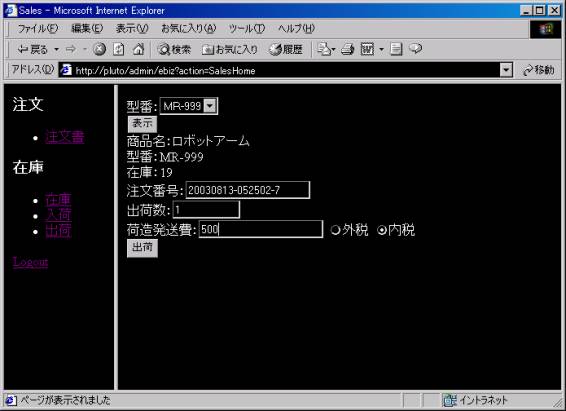 Sales - Microsoft Internet Explorer
ファイル(F) 編集(E) 表示(V) お気に入り(A) ツール(T) ヘルプ(H)
戻る 検索 お気に入り 履歴
アドレス(D) http://pluto/admin/ebiz?action=SalesHome 移動
注文
注文書
在庫
在庫
入荷
出荷
Logout
型番: MR-999
表示
商品名:ロボットアーム
型番:MR-999
在庫:19
注文番号: 20030813-052502-7
出荷数: 1
荷造発送費: 500 外税 内税
出荷
ページが表示されました イントラネット